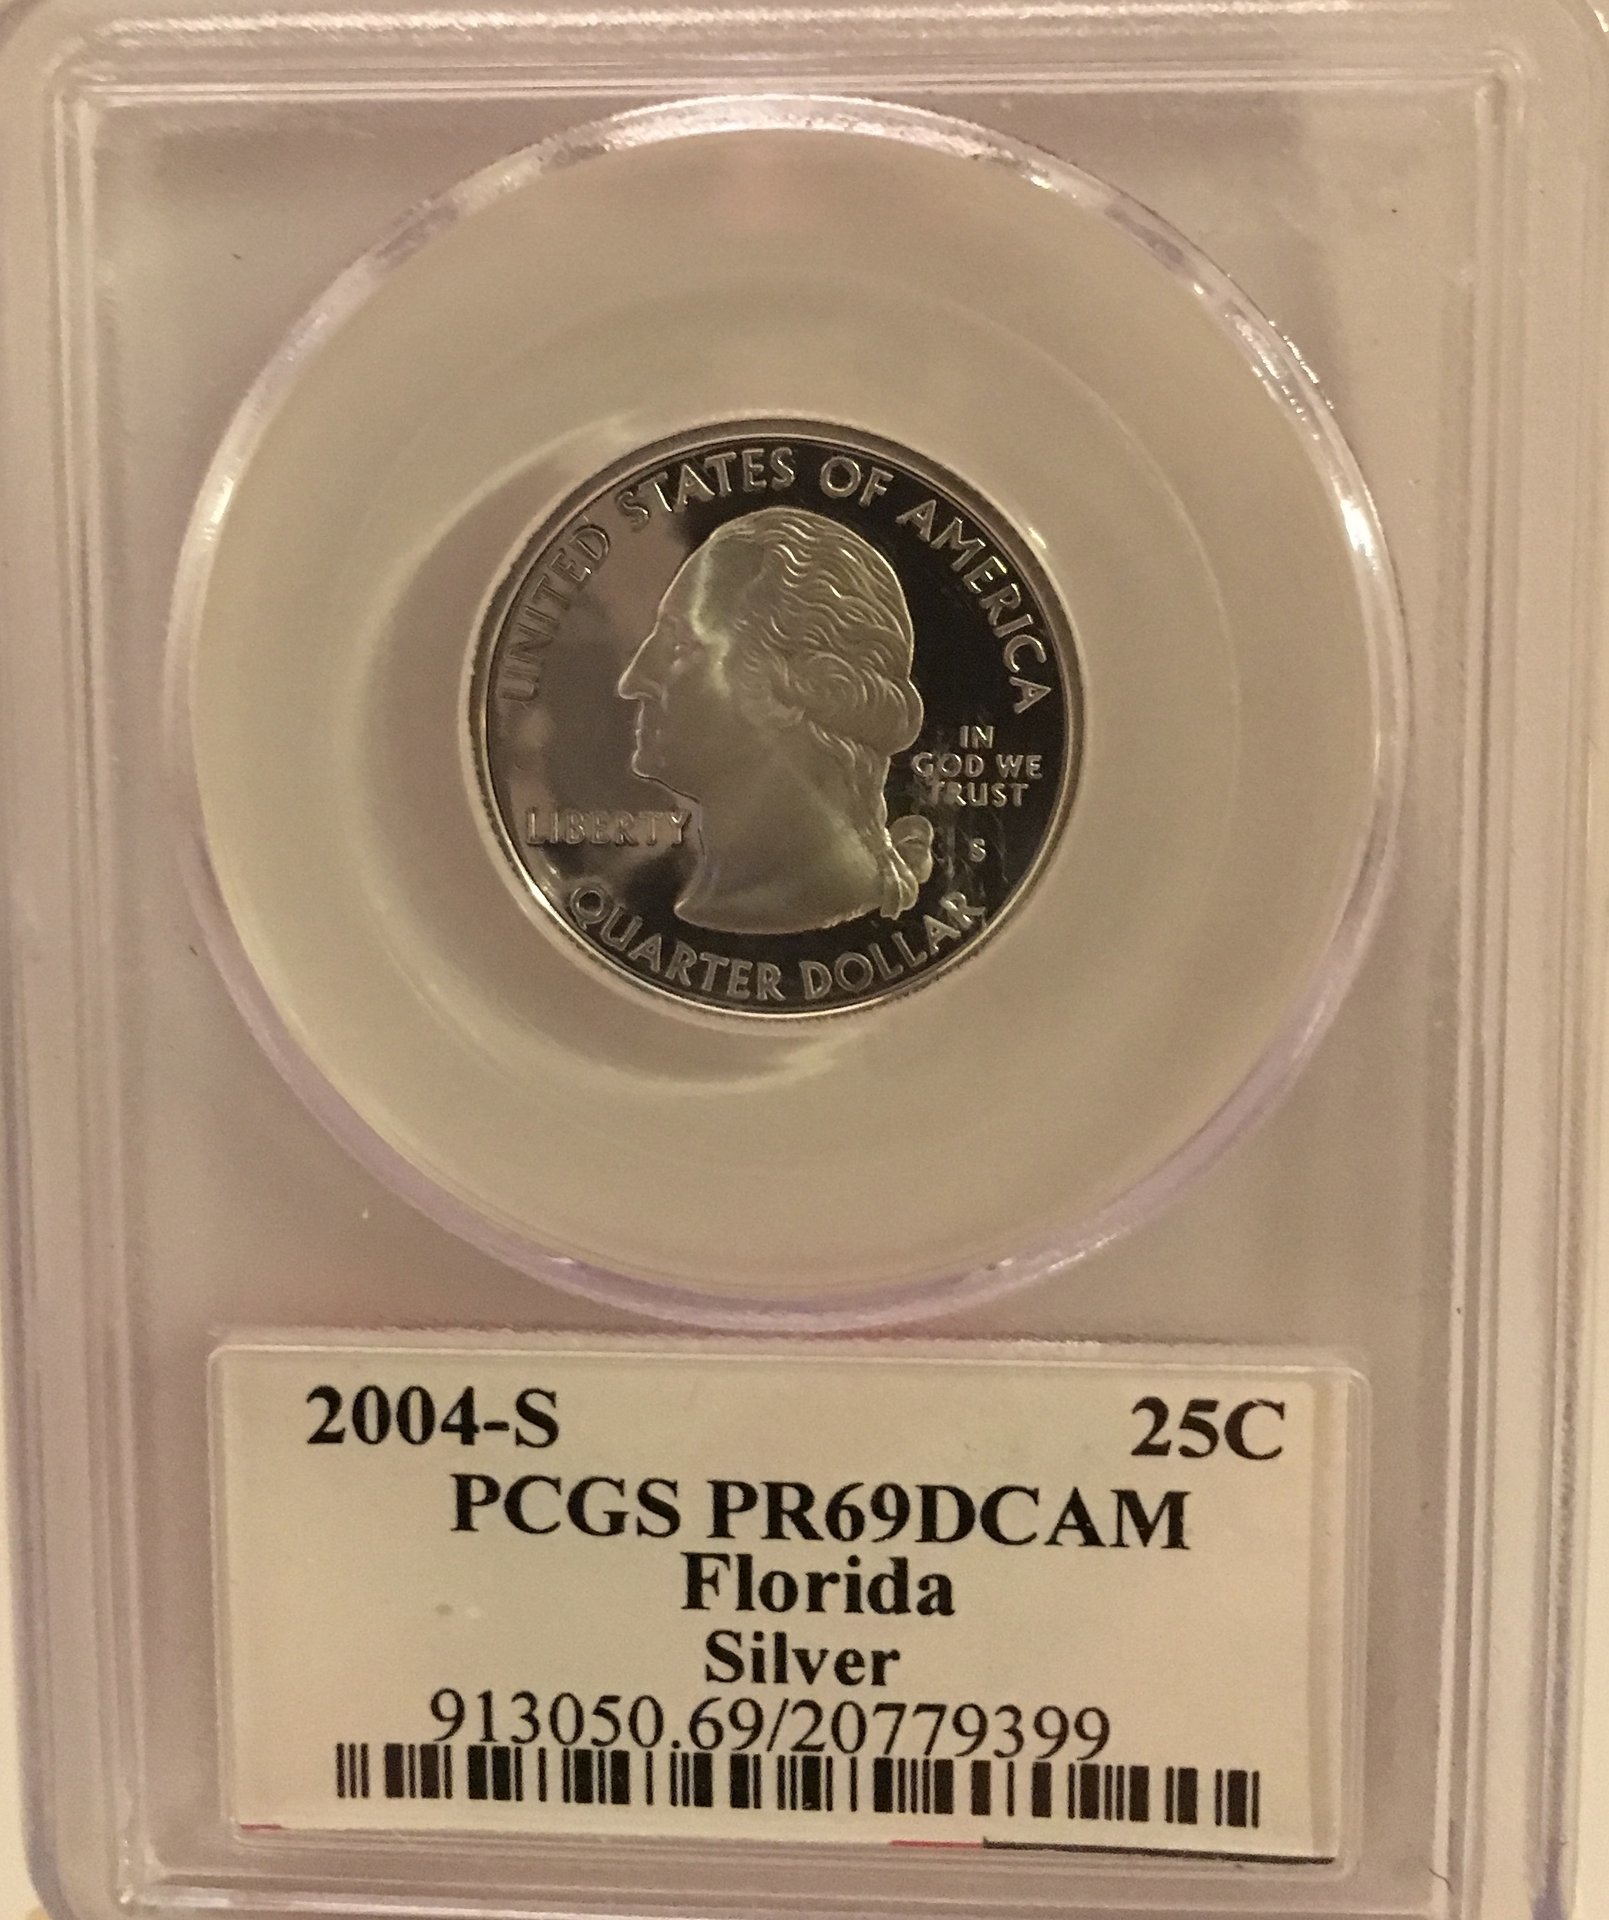 UNITED STATES OF AMERICA
IN
GOD WE
TRUST
LIBERTY
S
QUARTER DOLLAR
2004-S 25C
PCGS PR69DCAM
Florida
Silver
913050.69/20779399